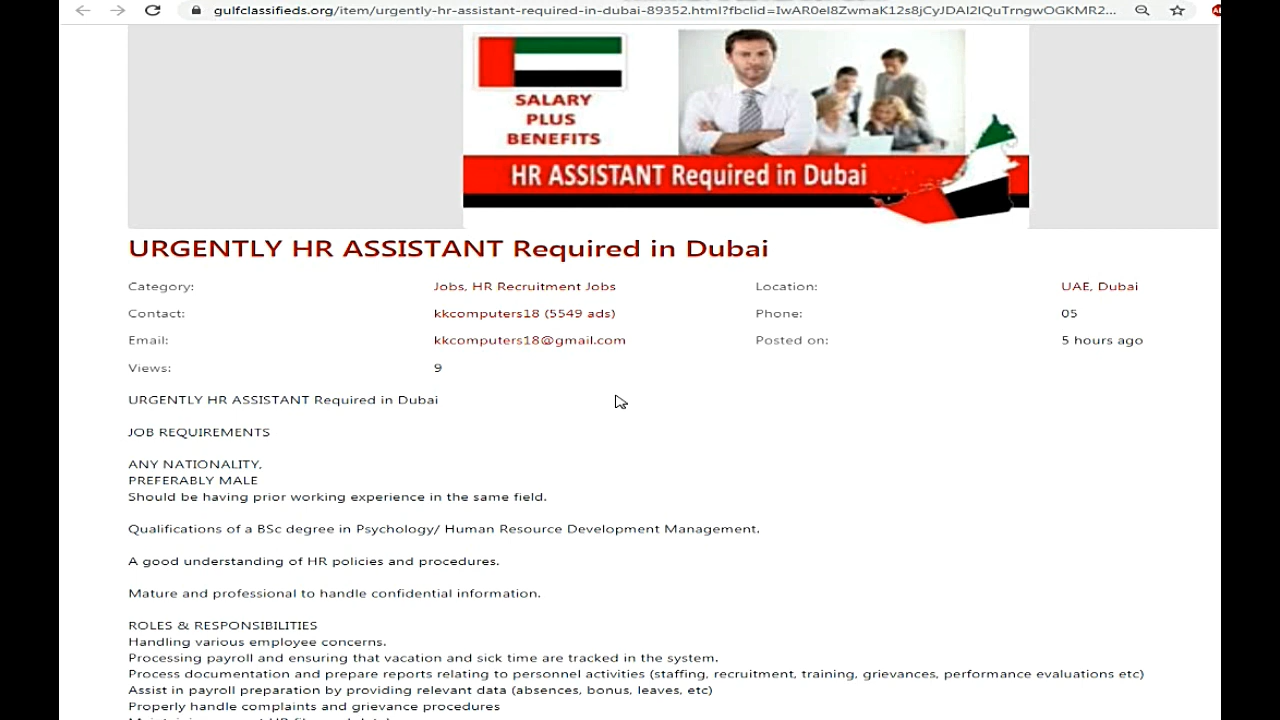 gulfclassifieds.org/item/urgently-hr-assistant-required-in-dubai-89352.html?fbclid=IwAR0el8ZwmaK12s8jCyJDAl2lQuTrngwOGKMR2...
SALARY
PLUS
BENEFITS
HR ASSISTANT Required in Dubai
URGENTLY HR ASSISTANT Required in Dubai
Category: Jobs, HR Recruitment Jobs Location: UAE, Dubai
Contact: kkcomputers18 (5549 ads) Phone: 05
Email: kkcomputers18@gmail.com Posted on: 5 hours ago
Views: 9
URGENTLY HR ASSISTANT Required in Dubai
JOB REQUIREMENTS
ANY NATIONALITY,
PREFERABLY MALE
Should be having prior working experience in the same field.
Qualifications of a BSc degree in Psychology/ Human Resource Development Management.
A good understanding of HR policies and procedures.
Mature and professional to handle confidential information.
ROLES & RESPONSIBILITIES
Handling various employee concerns.
Processing payroll and ensuring that vacation and sick time are tracked in the system.
Process documentation and prepare reports relating to personnel activities (staffing, recruitment, training, grievances, performance evaluations etc)
Assist in payroll preparation by providing relevant data (absences, bonus, leaves, etc)
Properly handle complaints and grievance procedures